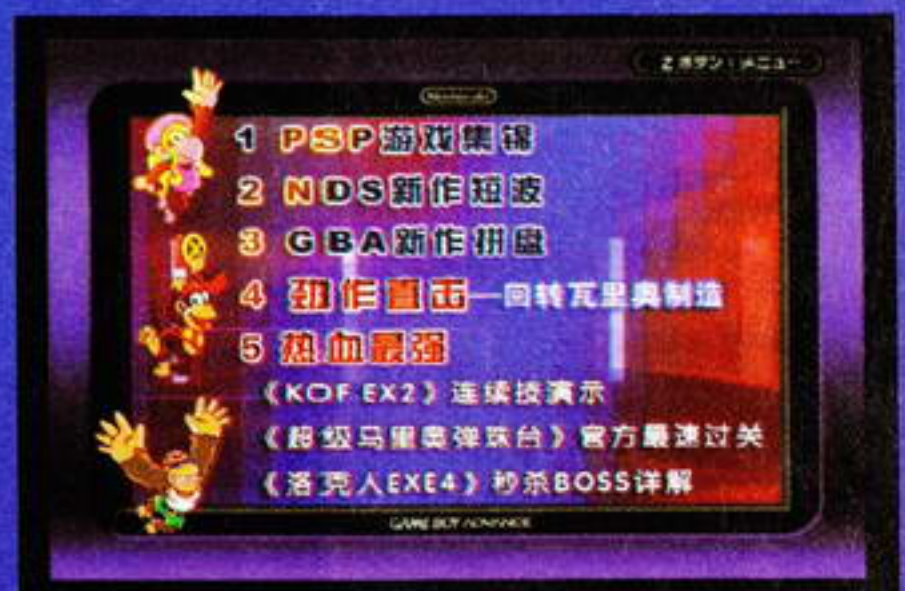 Zボタン:メニュー
Nintendo
1 PSP游戏集锦
2 NDS新作短波
3 GBA新作拼盘
4 劲作直击—回转瓦里奥制造
5 热血最强
《KOF EX2》连续技演示
《超级马里奥弹珠台》官方最速过关
《洛克人EXE4》秒杀BOSS详解
GAME BOY ADVANCE